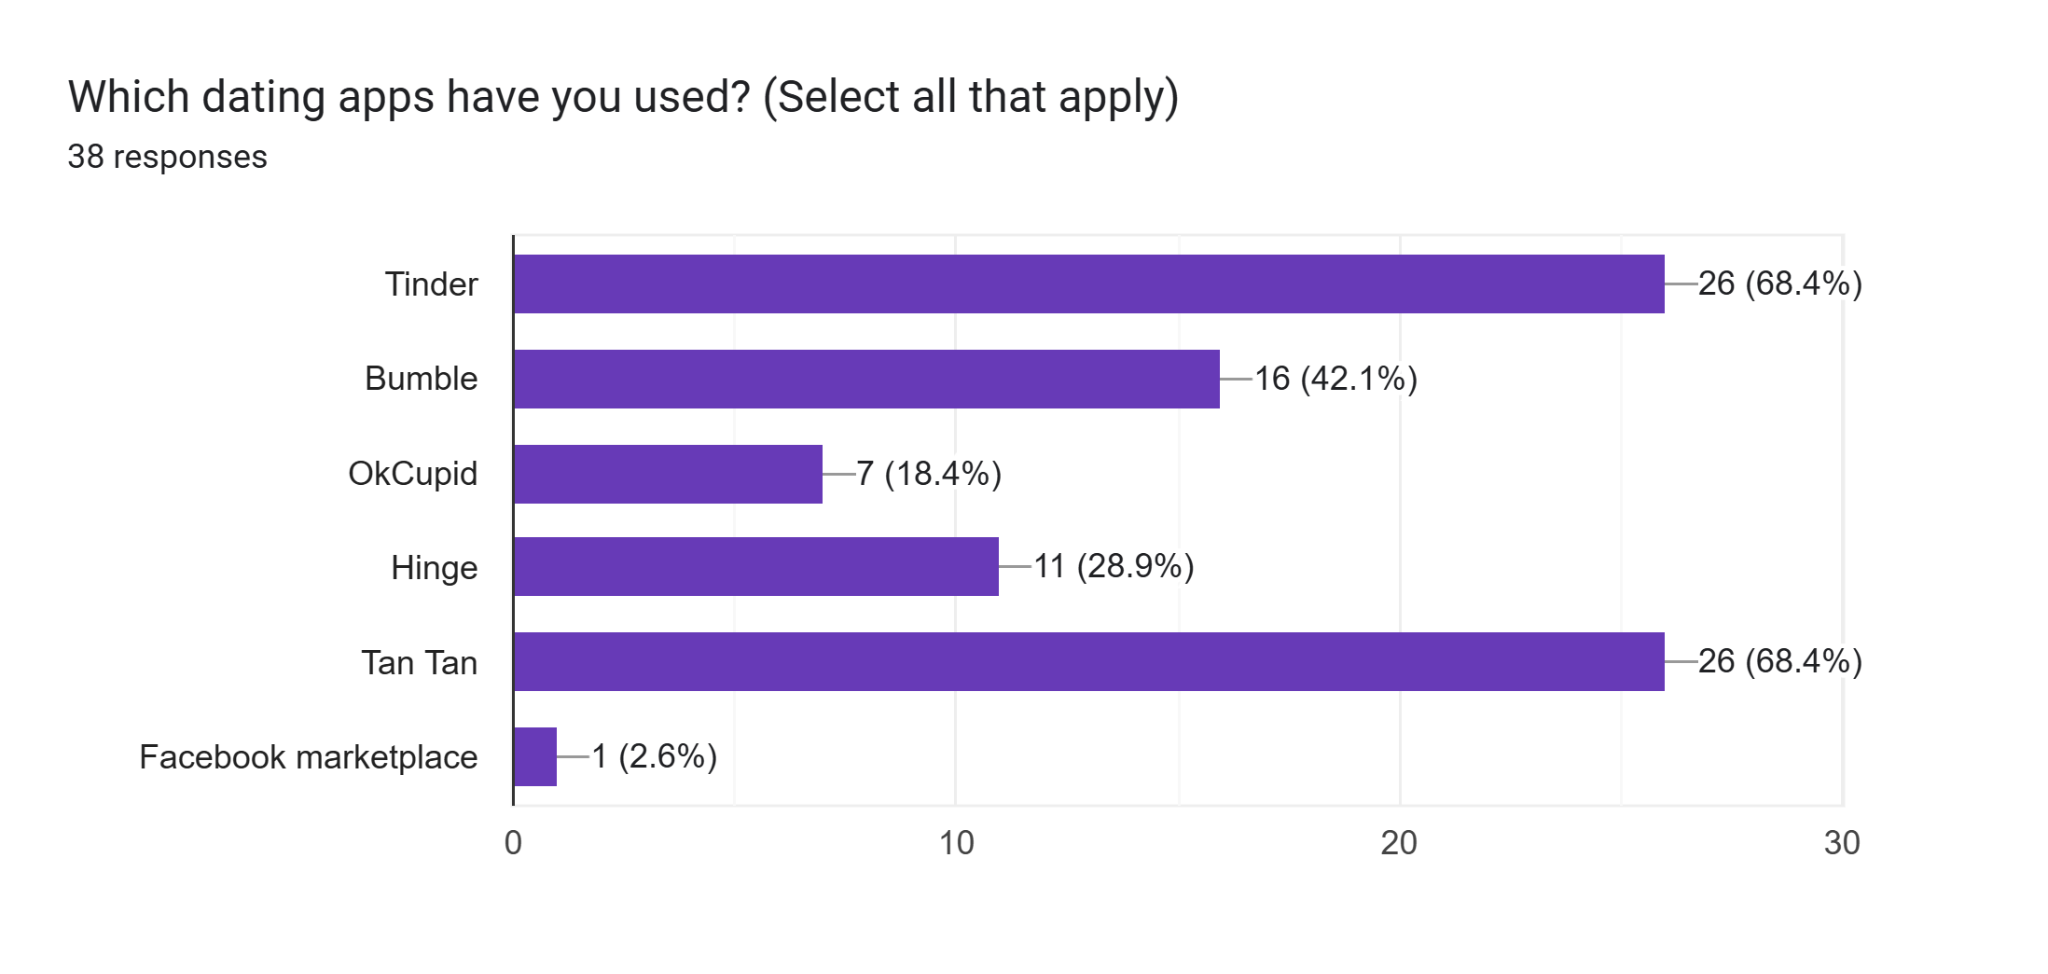 Which dating apps have you used? (Select all that apply)
38 responses
Tinder 26 (68.4%)
Bumble 16 (42.1%)
OkCupid 7 (18.4%)
Hinge 11 (28.9%)
Tan Tan 26 (68.4%)
Facebook marketplace 1 (2.6%)
0 10 20 30